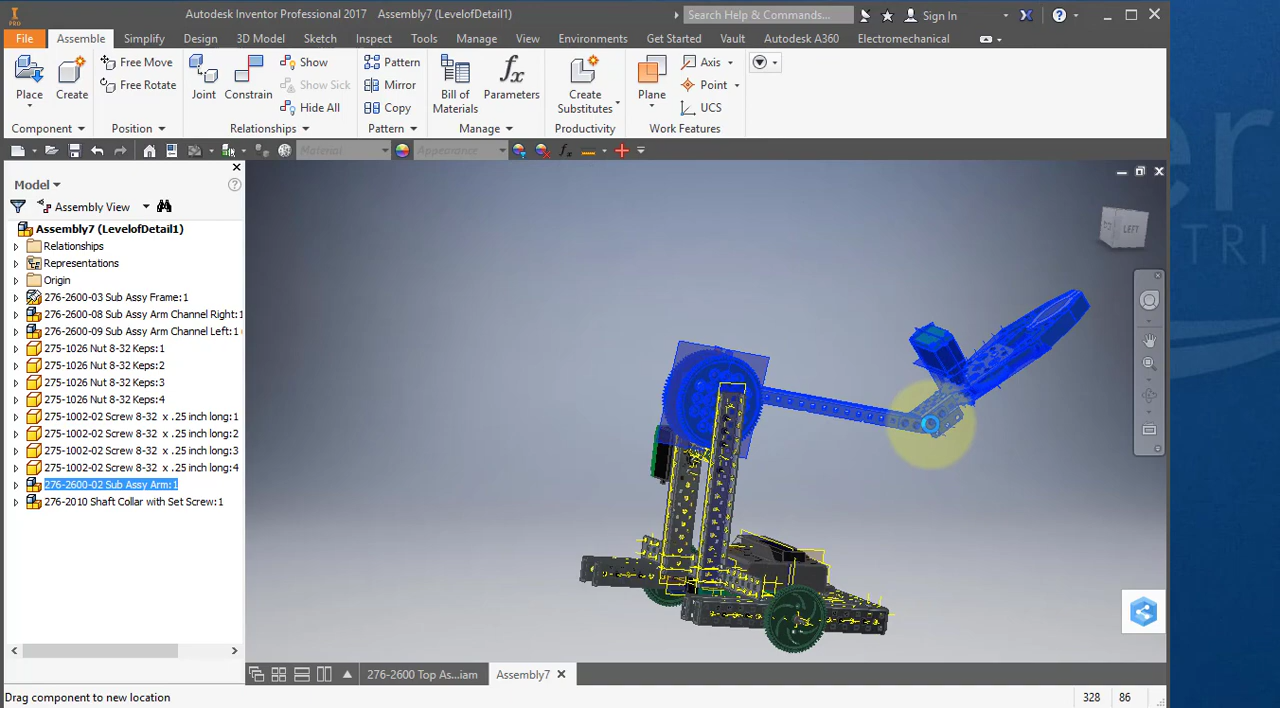 PRO
Autodesk Inventor Professional 2017 Assembly7 (LevelofDetail1)
Search Help & Commands...
Sign In
File Assemble Simplify Design 3D Model Sketch Inspect Tools Manage View Environments Get Started Vault Autodesk A360 Electromechanical
Place
Create
Component
Free Move
Free Rotate
Position
Joint
Constrain
Show
Show Sick
Hide All
Relationships
Pattern
Mirror
Copy
Pattern
Bill of
Materials
fx
Parameters
Manage
Create
Substitutes
Productivity
Plane
Axis
Point
UCS
Work Features
Material
Appearance
Model
Assembly View
Assembly7 (LevelofDetail1)
Relationships
Representations
Origin
276-2600-03 Sub Assy Frame:1
276-2600-08 Sub Assy Arm Channel Right:1
276-2600-09 Sub Assy Arm Channel Left:1
275-1026 Nut 8-32 Keps:1
275-1026 Nut 8-32 Keps:2
275-1026 Nut 8-32 Keps:3
275-1026 Nut 8-32 Keps:4
275-1002-02 Screw 8-32 x .25 inch long:1
275-1002-02 Screw 8-32 x .25 inch long:2
275-1002-02 Screw 8-32 x .25 inch long:3
275-1002-02 Screw 8-32 x .25 inch long:4
276-2600-02 Sub Assy Arm:1
276-2010 Shaft Collar with Set Screw:1
LEFT
276-2600 Top As...iam
Assembly7
Drag component to new location
328 86